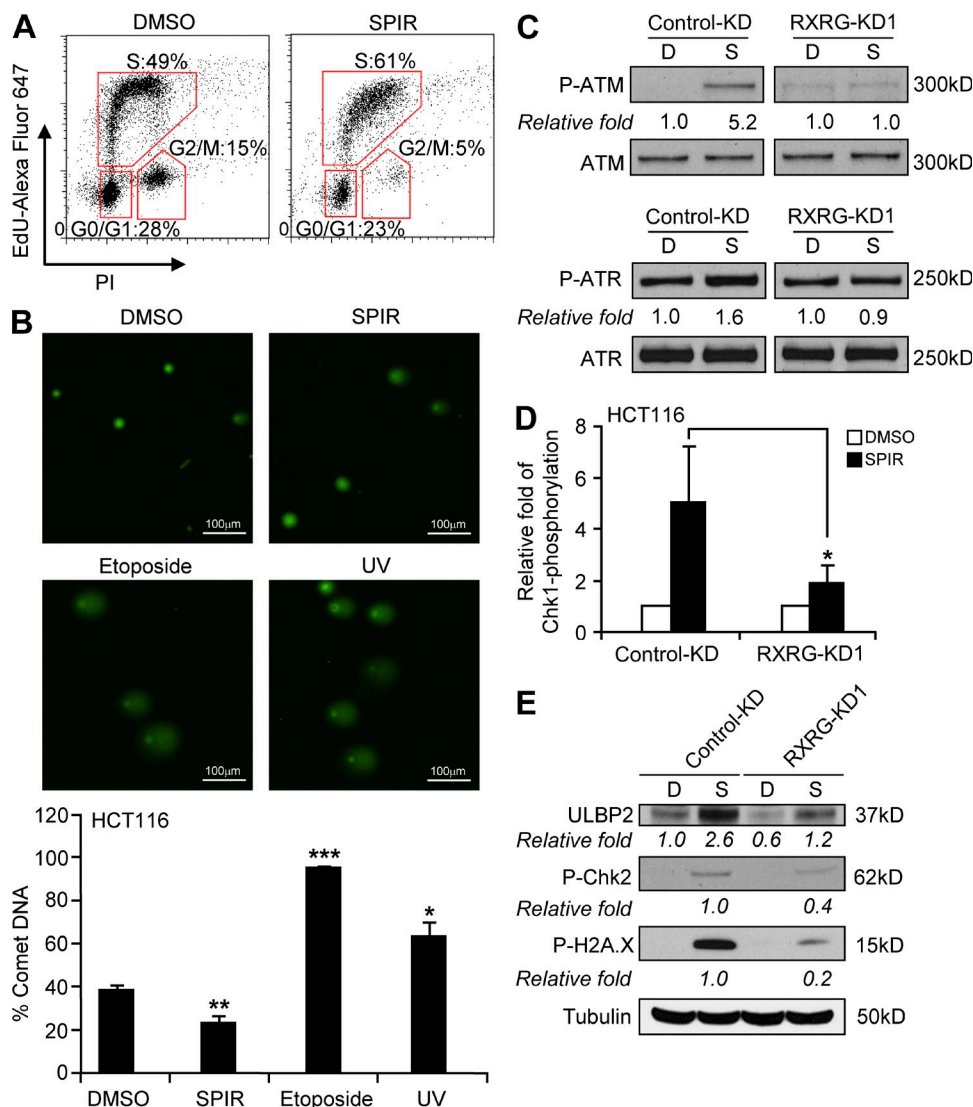 A
DMSO
SPIR
EdU-Alexa Fluor 647
S:49%
G2/M:15%
0
G0/G1:28%
S:61%
G2/M:5%
0
G0/G1:23%
PI
B
DMSO
SPIR
100μm
100μm
Etoposide
UV
100μm
100μm
HCT116
% Comet DNA
120
100
80
60
40
20
0
**
***
*
DMSO SPIR Etoposide UV
C
Control-KD RXRG-KD1
D S D S
P-ATM 300kD
Relative fold 1.0 5.2 1.0 1.0
ATM 300kD
Control-KD RXRG-KD1
D S D S
P-ATR 250kD
Relative fold 1.0 1.6 1.0 0.9
ATR 250kD
D
HCT116
Relative fold of
Chk1-phosphorylation
8
6
4
2
0
DMSO
SPIR
*
Control-KD RXRG-KD1
E
Control-KD RXRG-KD1
D S D S
ULBP2 37kD
Relative fold 1.0 2.6 0.6 1.2
P-Chk2 62kD
Relative fold 1.0 0.4
P-H2A.X 15kD
Relative fold 1.0 0.2
Tubulin 50kD